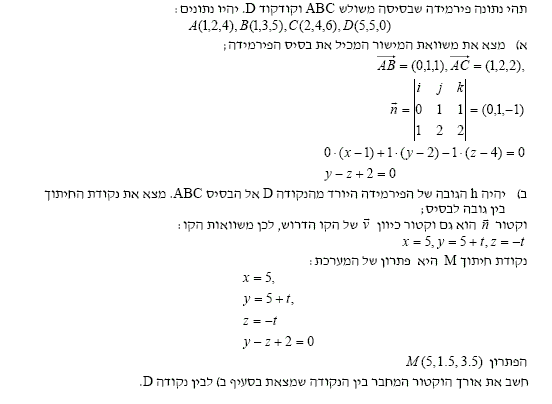 תהי נתונה פירמידה שבסיסה משולש ABC וקודקוד D. יהיו נתונים:
A(1,2,4), B(1,3,5), C(2,4,6), D(5,5,0)
א) מצא את משוואת המישור המכיל את בסיס הפירמידה;
$\overrightarrow{AB}$ = (0,1,1), $\overrightarrow{AC}$ = (1,2,2),
$\vec{n} = \begin{vmatrix} i & j & k \\ 0 & 1 & 1 \\ 1 & 2 & 2 \end{vmatrix} = (0,1,-1)$
0·(x−1)+1·(y−2)−1·(z−4) = 0
y−z+2 = 0
ב) יהיה h הגובה של הפירמידה היורד מהנקודה D אל הבסיס ABC. מצא את נקודת החיתוך
בין גובה לבסיס;
וקטור $\vec{n}$ הוא גם וקטור כיוון $\vec{v}$ של הקו הדרוש, לכן משוואות הקו:
x = 5, y = 5+t, z = −t
נקודת חיתוך M היא פתרון של המערכת:
x = 5,
y = 5+t,
z = −t
y−z+2 = 0
הפתרון M(5,1.5,3.5)
חשב את אורך הוקטור המחבר בין הנקודה שמצאת בסעיף ב) לבין נקודה D.